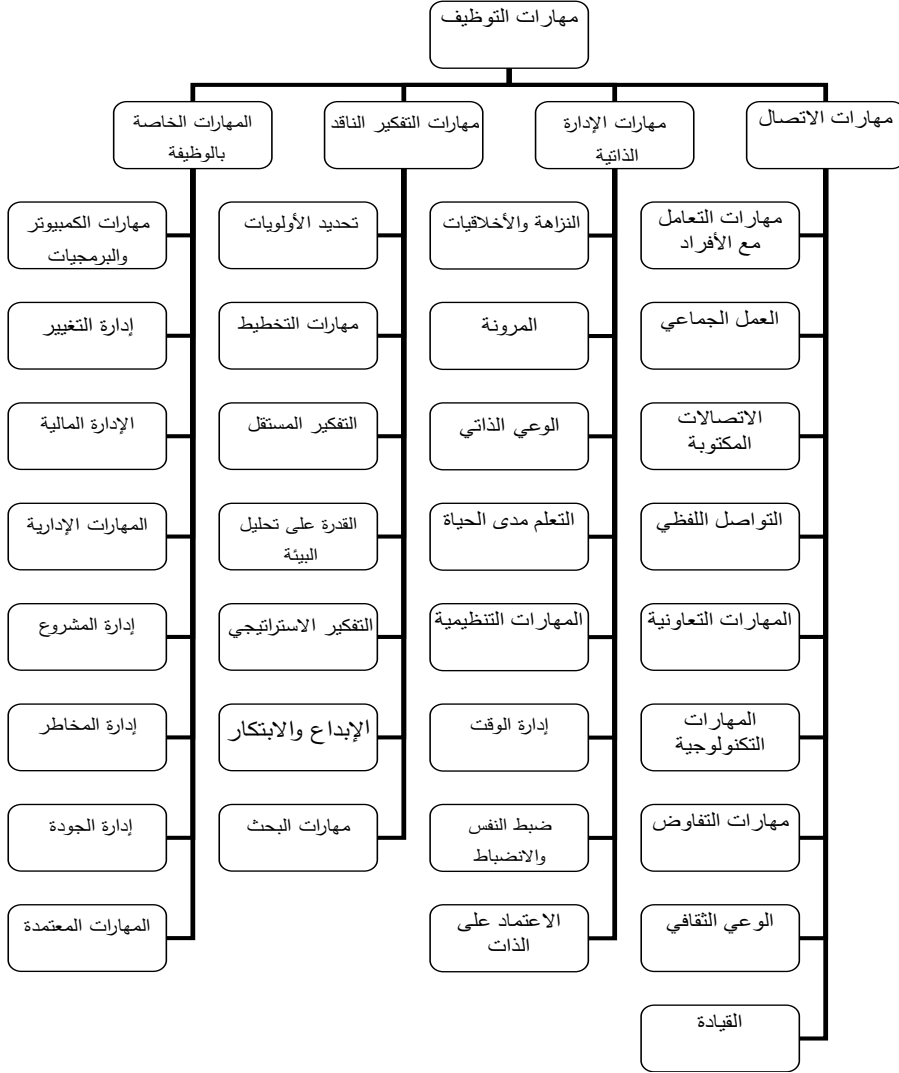 مهارات التوظيف
مهارات الاتصال
مهارات الإدارة
الذاتية
مهارات التفكير الناقد
المهارات الخاصة
بالوظيفة
مهارات التعامل
مع الأفراد
العمل الجماعي
الاتصالات
المكتوبة
التواصل اللفظي
المهارات التعاونية
المهارات
التكنولوجية
مهارات التفاوض
الوعي الثقافي
القيادة
النزاهة والأخلاقيات
المرونة
الوعي الذاتي
التعلم مدى الحياة
المهارات التنظيمية
إدارة الوقت
ضبط النفس
والانضباط
الاعتماد على
الذات
تحديد الأولويات
مهارات التخطيط
التفكير المستقل
القدرة على تحليل
البيئة
التفكير الاستراتيجي
الإبداع والابتكار
مهارات البحث
مهارات الكمبيوتر
والبرمجيات
إدارة التغيير
الإدارة المالية
المهارات الإدارية
إدارة المشروع
إدارة المخاطر
إدارة الجودة
المهارات المعتمدة